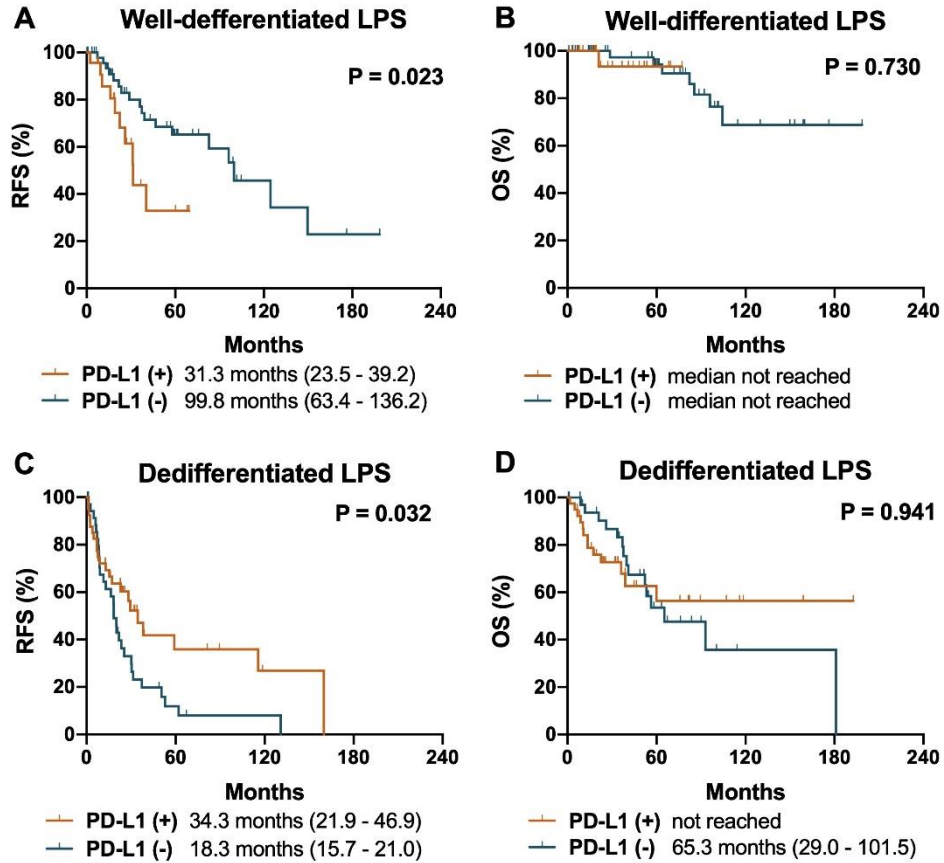 A
Well-defferentiated LPS
P = 0.023
RFS (%)
100
80
60
40
20
0
0 60 120 180 240
Months
PD-L1 (+) 31.3 months (23.5 - 39.2)
PD-L1 (-) 99.8 months (63.4 - 136.2)
B
Well-differentiated LPS
P = 0.730
OS (%)
100
80
60
40
20
0
0 60 120 180 240
Months
PD-L1 (+) median not reached
PD-L1 (-) median not reached
C
Dedifferentiated LPS
P = 0.032
RFS (%)
100
80
60
40
20
0
0 60 120 180 240
Months
PD-L1 (+) 34.3 months (21.9 - 46.9)
PD-L1 (-) 18.3 months (15.7 - 21.0)
D
Dedifferentiated LPS
P = 0.941
OS (%)
100
80
60
40
20
0
0 60 120 180 240
Months
PD-L1 (+) not reached
PD-L1 (-) 65.3 months (29.0 - 101.5)